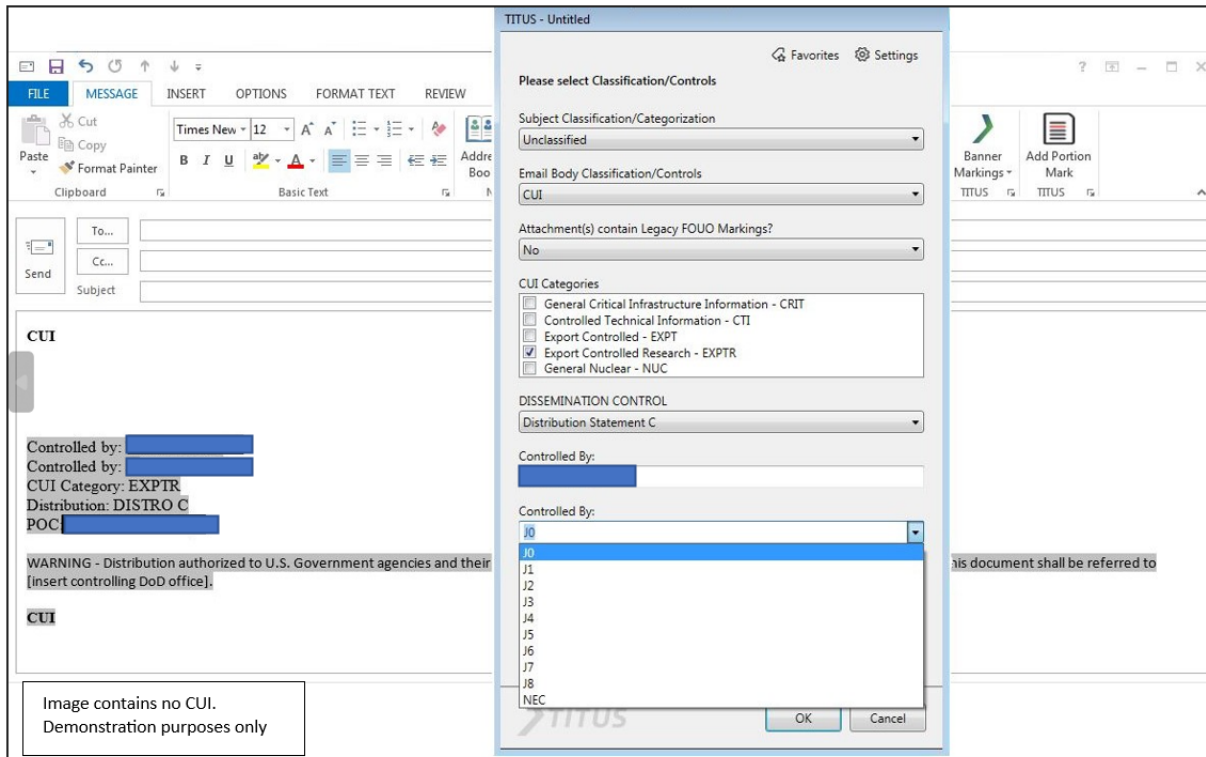 TITUS - Untitled
Favorites Settings
Please select Classification/Controls
Subject Classification/Categorization
Unclassified
Email Body Classification/Controls
CUI
Attachment(s) contain Legacy FOUO Markings?
No
CUI Categories
General Critical Infrastructure Information - CRIT
Controlled Technical Information - CTI
Export Controlled - EXPT
Export Controlled Research - EXPTR
General Nuclear - NUC
DISSEMINATION CONTROL
Distribution Statement C
Controlled By:
Controlled By:
J0
J0
J1
J2
J3
J4
J5
J6
J7
J8
NEC
TITUS
OK Cancel
FILE MESSAGE INSERT OPTIONS FORMAT TEXT REVIEW
Cut
Copy
Format Painter
Paste
Clipboard
Times New 12
B I U
Basic Text
Addre
Boo
N
Banner
Markings
TITUS
Add Portion
Mark
TITUS
Send
To...
Cc...
Subject
CUI
Controlled by:
Controlled by:
CUI Category: EXPTR
Distribution: DISTRO C
POC:
WARNING - Distribution authorized to U.S. Government agencies and their his document shall be referred to
[insert controlling DoD office].
CUI
Image contains no CUI.
Demonstration purposes only